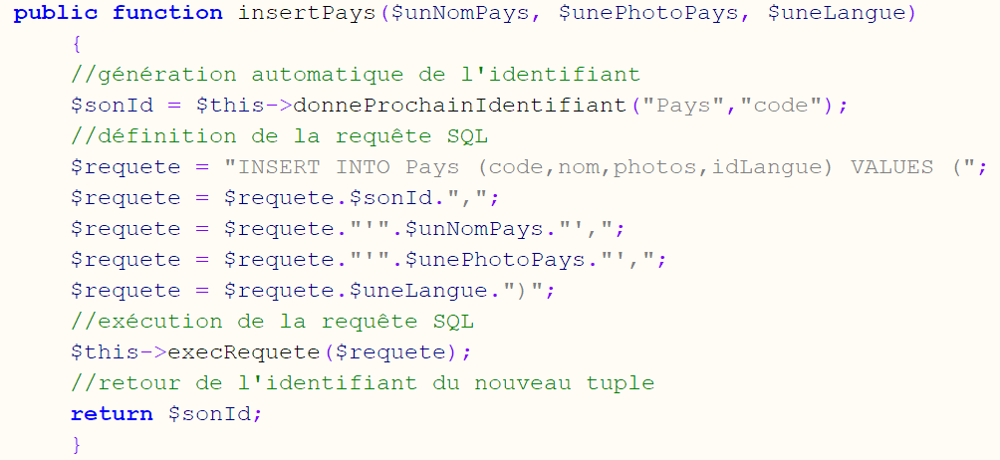 public function insertPays($unNomPays, $unePhotoPays, $uneLangue)
{
//génération automatique de l'identifiant
$sonId = $this->donneProchainIdentifiant("Pays","code");
//définition de la requête SQL
$requete = "INSERT INTO Pays (code,nom,photos,idLangue) VALUES (";
$requete = $requete.$sonId.",";
$requete = $requete."'".$unNomPays."',";
$requete = $requete."'".$unePhotoPays."',";
$requete = $requete.$uneLangue.")";
//exécution de la requête SQL
$this->execRequete($requete);
//retour de l'identifiant du nouveau tuple
return $sonId;
}